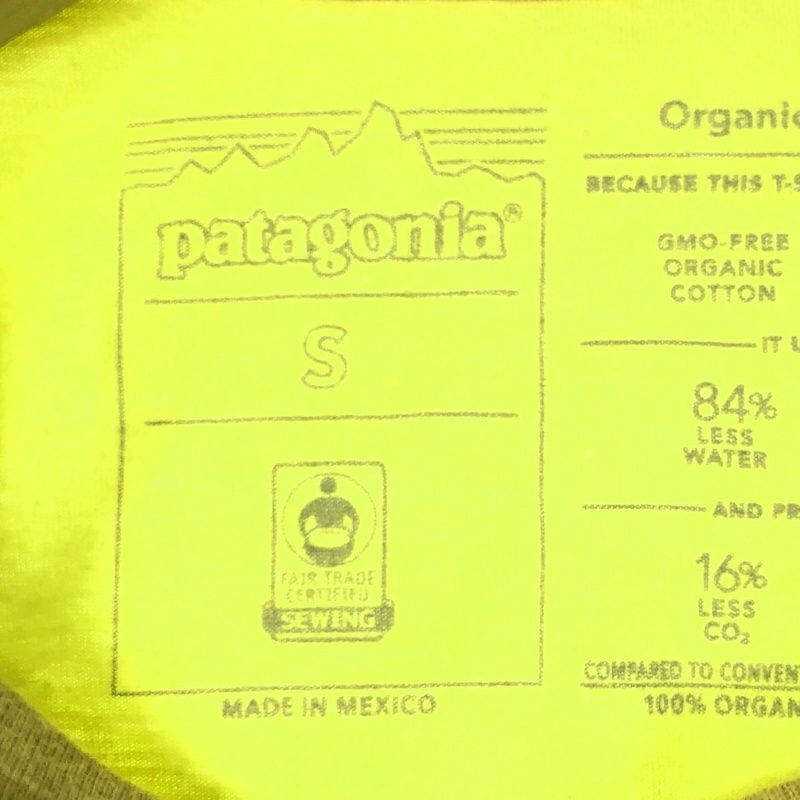 patagonia®
S
FAIR TRADE
CERTIFIED
SEWING
MADE IN MEXICO
Organic
BECAUSE THIS T-S
GMO-FREE
ORGANIC
COTTON
IT U
84%
LESS
WATER
AND PR
16%
LESS
CO₂
COMPARED TO CONVENT
100% ORGAN